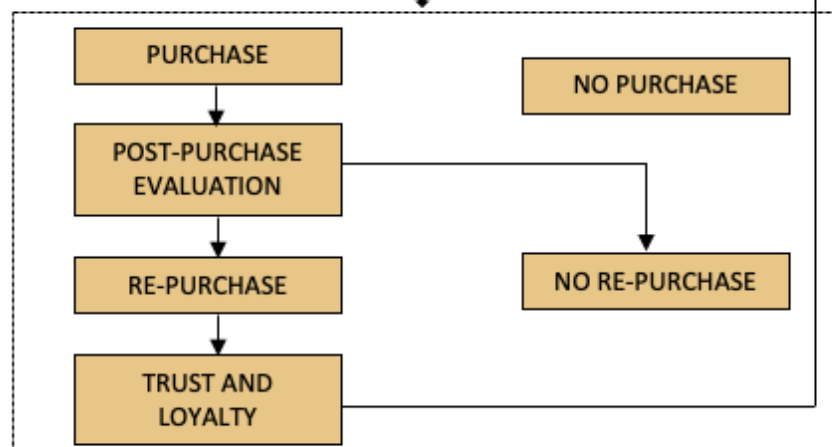 PURCHASE
NO PURCHASE
POST-PURCHASE
EVALUATION
RE-PURCHASE
NO RE-PURCHASE
TRUST AND
LOYALTY